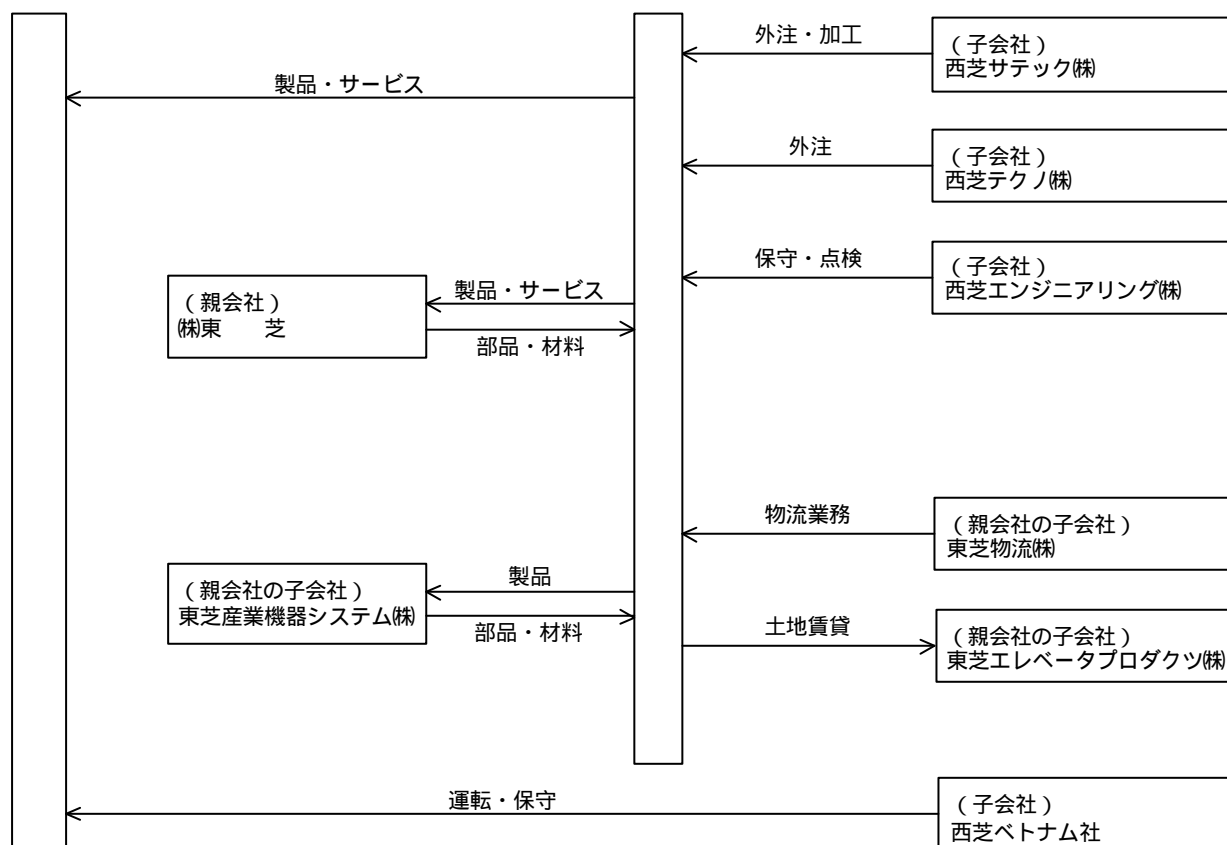 外注・加工
（子会社）
西芝サテック㈱
製品・サービス
外注
（子会社）
西芝テクノ㈱
保守・点検
（子会社）
西芝エンジニアリング㈱
（親会社）
㈱東　　芝
製品・サービス
部品・材料
物流業務
（親会社の子会社）
東芝物流㈱
（親会社の子会社）
東芝産業機器システム㈱
製品
部品・材料
土地賃貸
（親会社の子会社）
東芝エレベータプロダクツ㈱
運転・保守
（子会社）
西芝ベトナム社